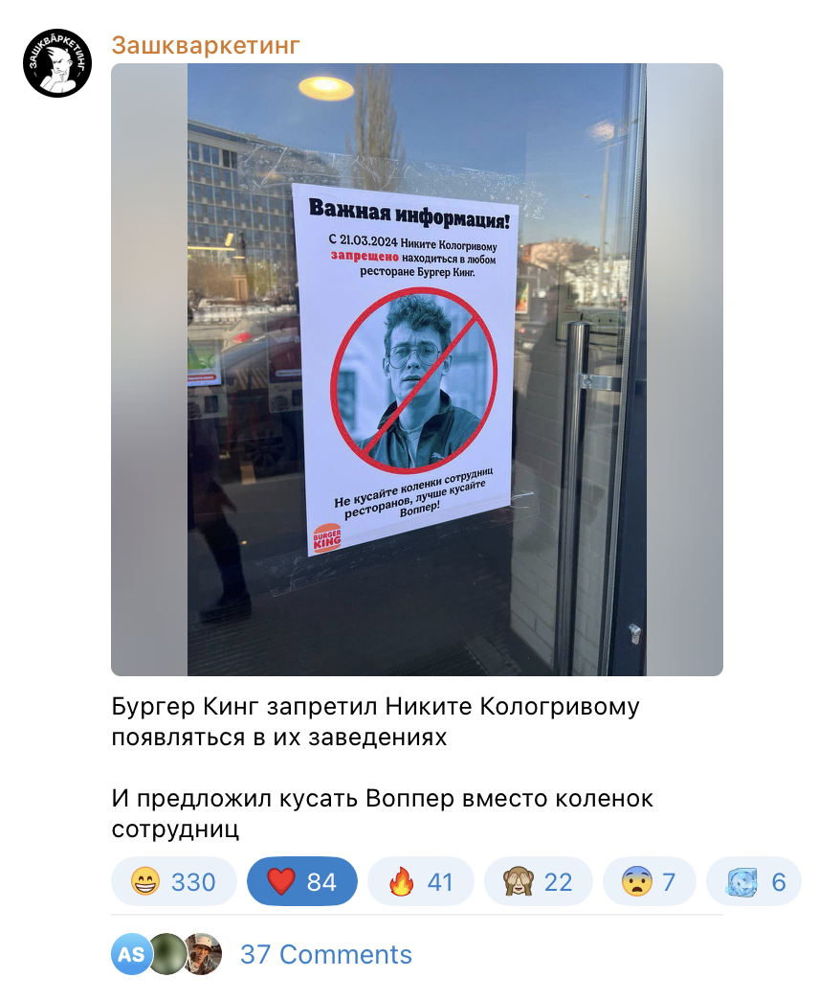 Зашкваркетинг
ЗАШКВАРКЕТИНГ
Важная информация!
С 21.03.2024 Никите Кологривому
запрещено находиться в любом
ресторане Бургер Кинг.
Не кусайте коленки сотрудниц
ресторанов, лучше кусайте
Воппер!
BURGER
KING
Бургер Кинг запретил Никите Кологривому
появляться в их заведениях
И предложил кусать Воппер вместо коленок
сотрудниц
330 84 41 22 7 6
AS 37 Comments